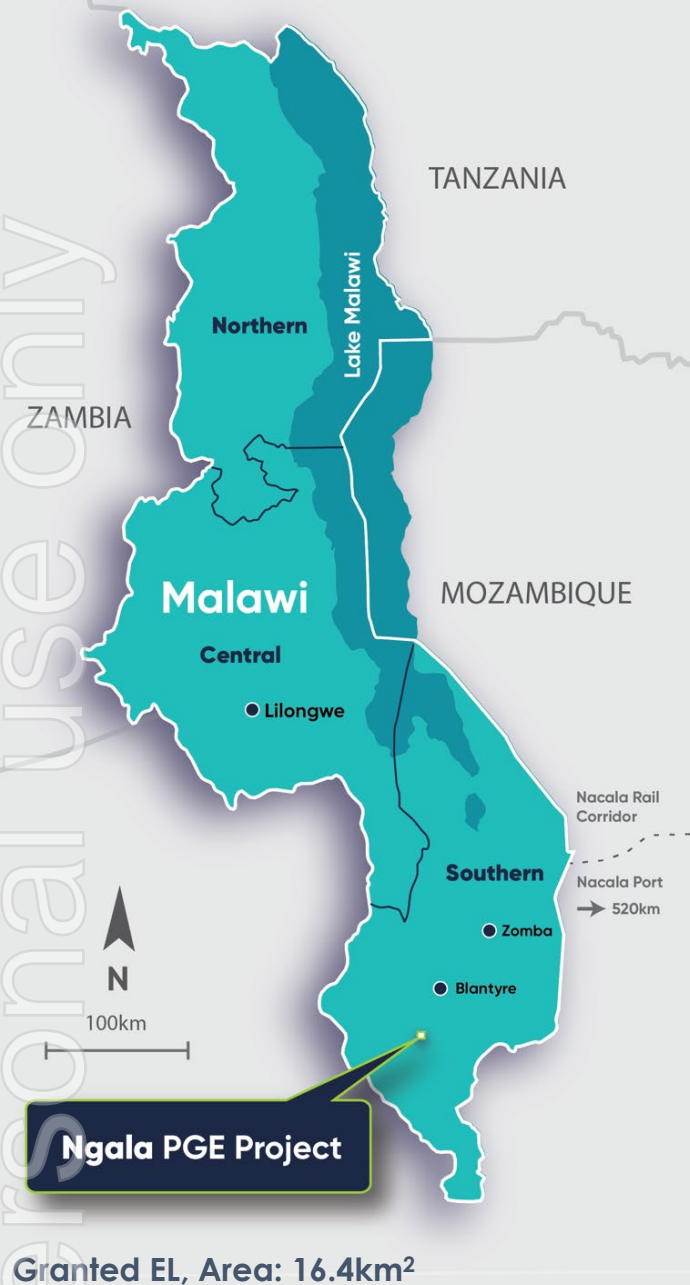 TANZANIA
Northern
Lake Malawi
ZAMBIA
Malawi
MOZAMBIQUE
Central
Lilongwe
Nacala Rail
Corridor
Southern
Nacala Port
520km
Zomba
N
Blantyre
100km
Ngala PGE Project
Granted EL, Area: 16.4km²
ersonal use only